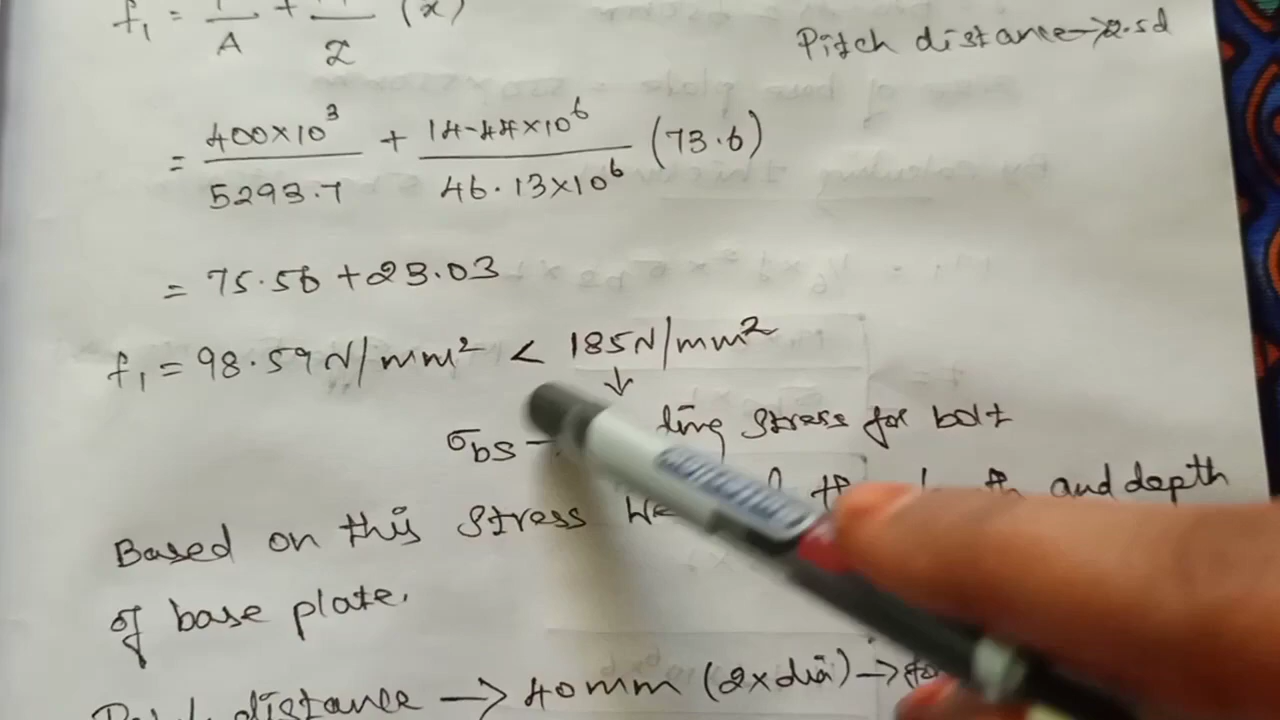 f₁ = — + — (x)
A Z
Pitch distance → 2.5d
= 400×10³ / 5293.7 + 14.44×10⁶ / 46.13×10⁶ (73.6)
= 75.56 + 23.03
f₁ = 98.59 N/mm² < 185N/mm²
↓
σbs – ting stress for bolt
Based on this stress and depth
of base plate.
distance → 40mm (2× dia) →